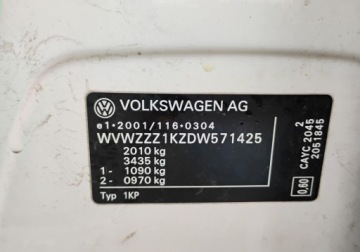 VOLKSWAGEN AG
e1*2001/116*0304
WVWZZZ1KZDW571425
2010 kg
3435 kg
1- 1090 kg
2- 0970 kg
Typ 1KP
2
CAYC-2045
2051845
0,60